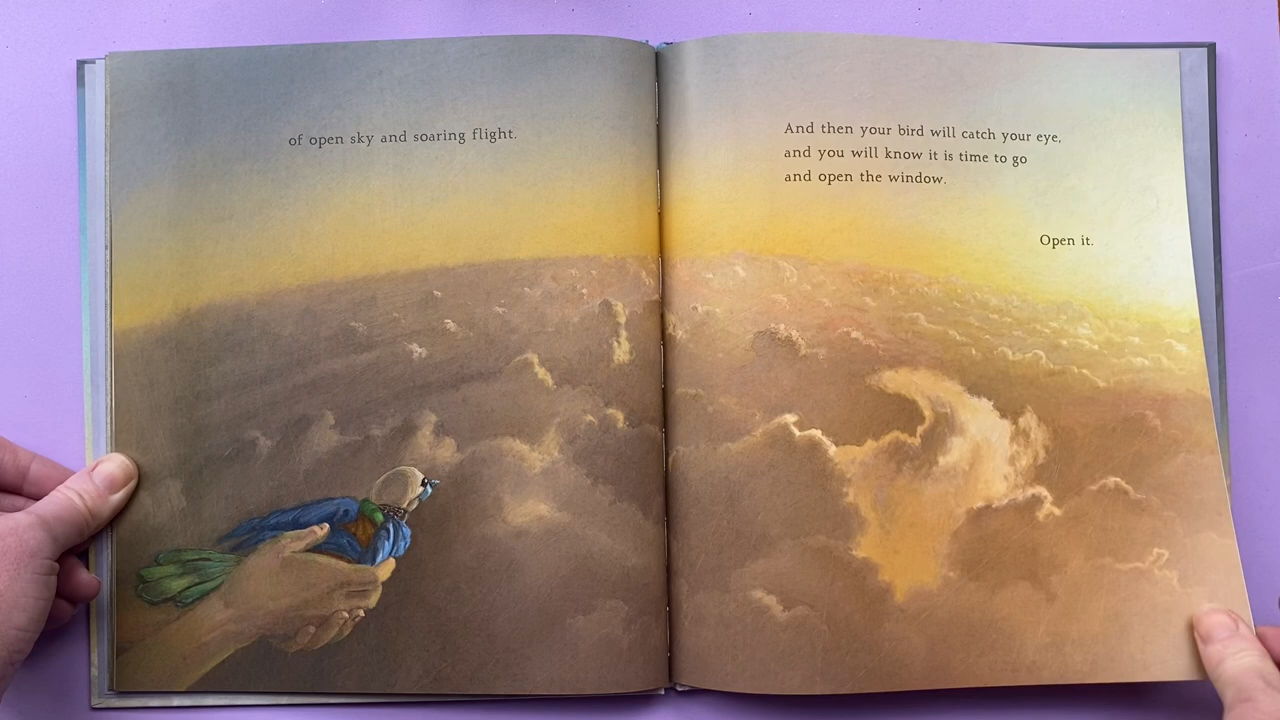 of open sky and soaring flight.
And then your bird will catch your eye,
and you will know it is time to go
and open the window.
Open it.